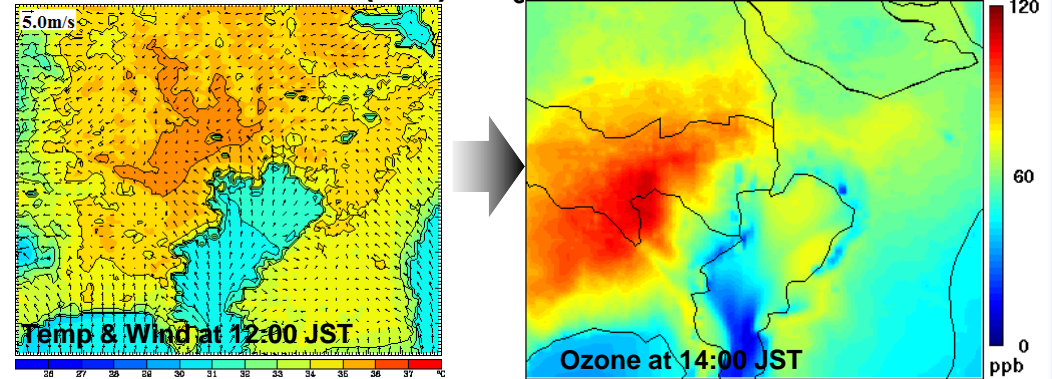 5.0m/s
Temp & Wind at 12:00 JST
26 27 28 29 30 31 32 33 34 35 36 37 °C
Ozone at 14:00 JST
120
60
0
ppb